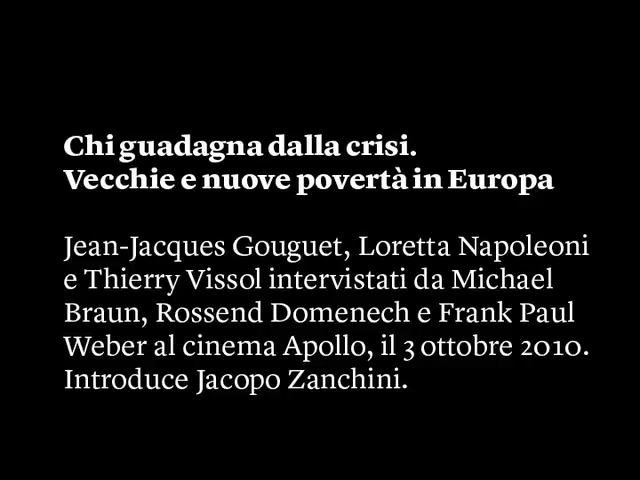 Chi guadagna dalla crisi.
Vecchie e nuove povertà in Europa
Jean-Jacques Gouguet, Loretta Napoleoni
e Thierry Vissol intervistati da Michael
Braun, Rossend Domenech e Frank Paul
Weber al cinema Apollo, il 3 ottobre 2010.
Introduce Jacopo Zanchini.